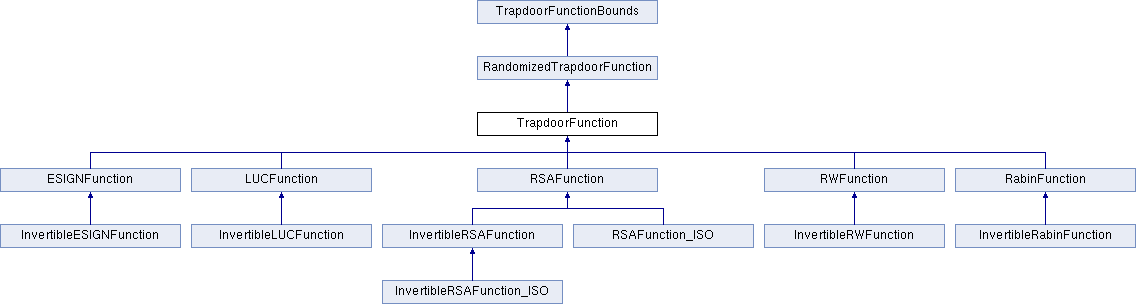 TrapdoorFunctionBounds
RandomizedTrapdoorFunction
TrapdoorFunction
ESIGNFunction
LUCFunction
RSAFunction
RWFunction
RabinFunction
InvertibleESIGNFunction
InvertibleLUCFunction
InvertibleRSAFunction
RSAFunction_ISO
InvertibleRWFunction
InvertibleRabinFunction
InvertibleRSAFunction_ISO